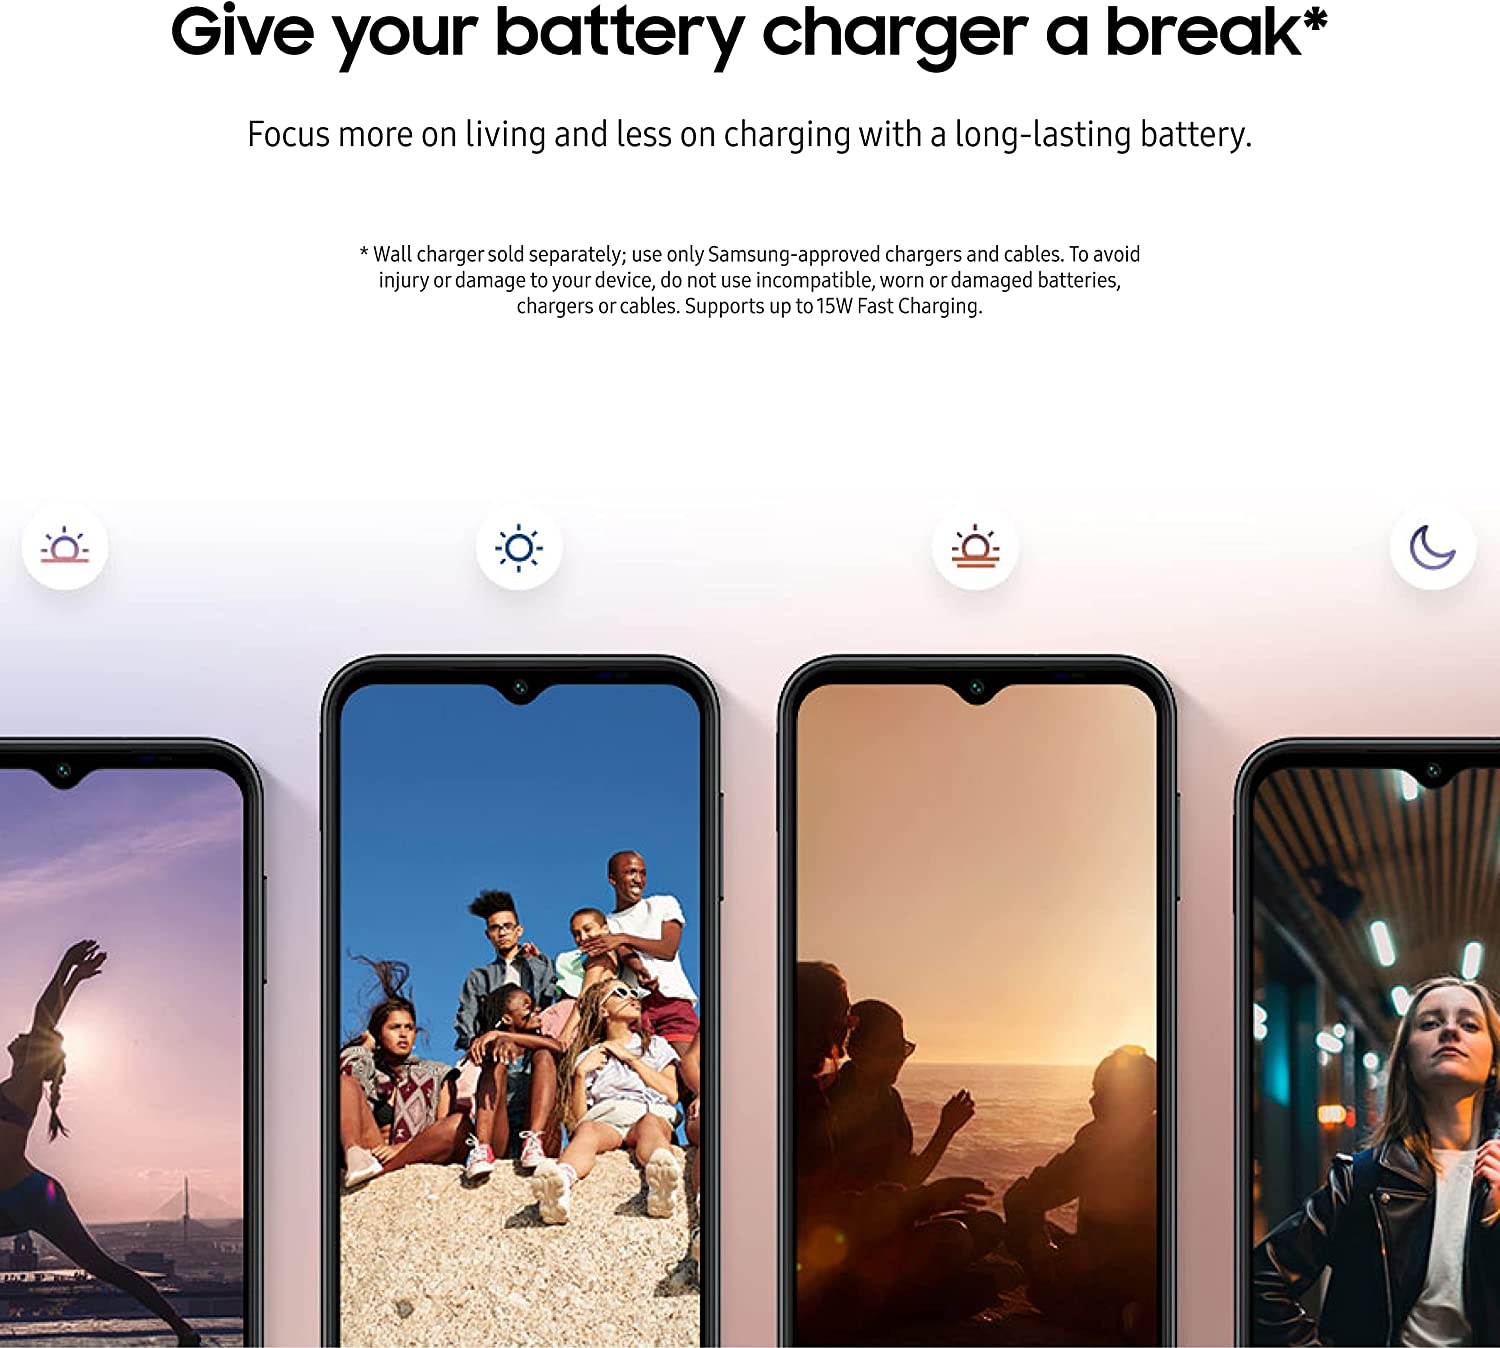 Give your battery charger a break*
Focus more on living and less on charging with a long-lasting battery.
* Wall charger sold separately; use only Samsung-approved chargers and cables. To avoid
injury or damage to your device, do not use incompatible, worn or damaged batteries,
chargers or cables. Supports up to 15W Fast Charging.